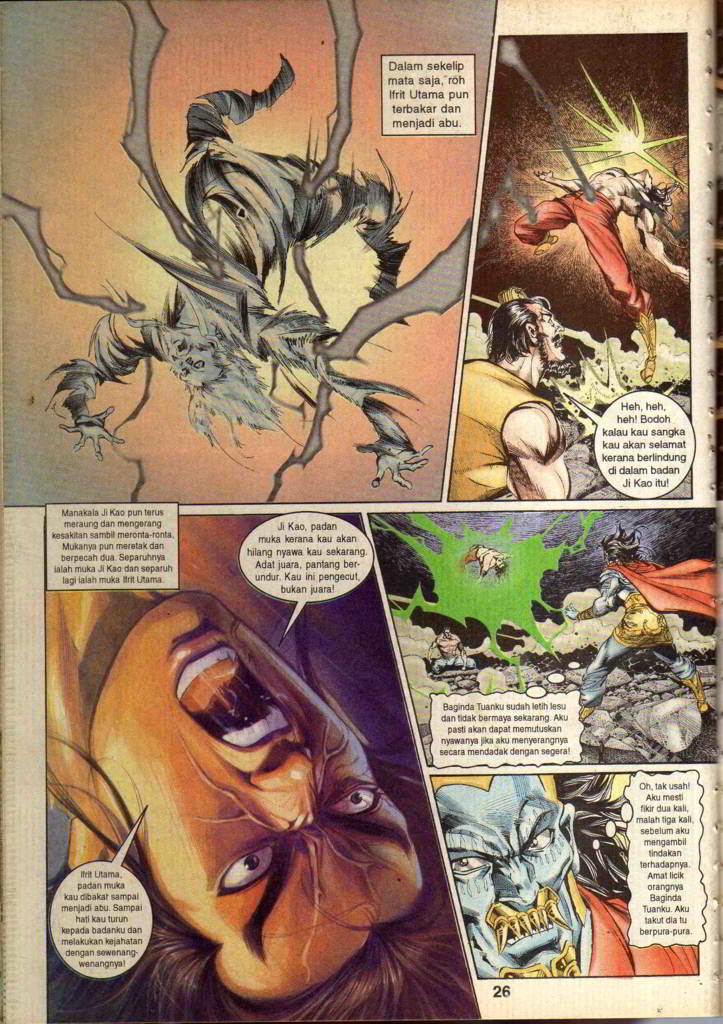 Dalam sekelip
mata saja, roh
Ifrit Utama pun
terbakar dan
menjadi abu.
Heh, heh,
heh! Bodoh
kalau kau sangka
kau akan selamat
kerana berlindung
di dalam badan
Ji Kao itu!
Manakala Ji Kao pun terus
meraung dan mengerang
kesakitan sambil meronta-ronta.
Mukanya pun meretak dan
berpecah dua. Separuhnya
ialah muka Ji Kao dan separuh
lagi ialah muka Ifrit Utama.
Ji Kao, padan
muka kerana kau akan
hilang nyawa kau sekarang.
Adat juara, pantang ber-
undur. Kau ini pengecut,
bukan juara!
Ifrit Utama,
padan muka
kau dibakar sampai
menjadi abu. Sampai
hati kau turun
kepada badanku dan
melakukan kejahatan
dengan sewenang-
wenangnya!
Baginda Tuanku sudah letih lesu
dan tidak bermaya sekarang. Aku
pasti akan dapat memutuskan
nyawanya jika aku menyerangnya
secara mendadak dengan segera!
Oh, tak usah!
Aku mesti
fikir dua kali,
malah tiga kali,
sebelum aku
mengambil
tindakan
terhadapnya.
Amat licik
orangnya
Baginda
Tuanku. Aku
takut dia tu
berpura-pura.
26